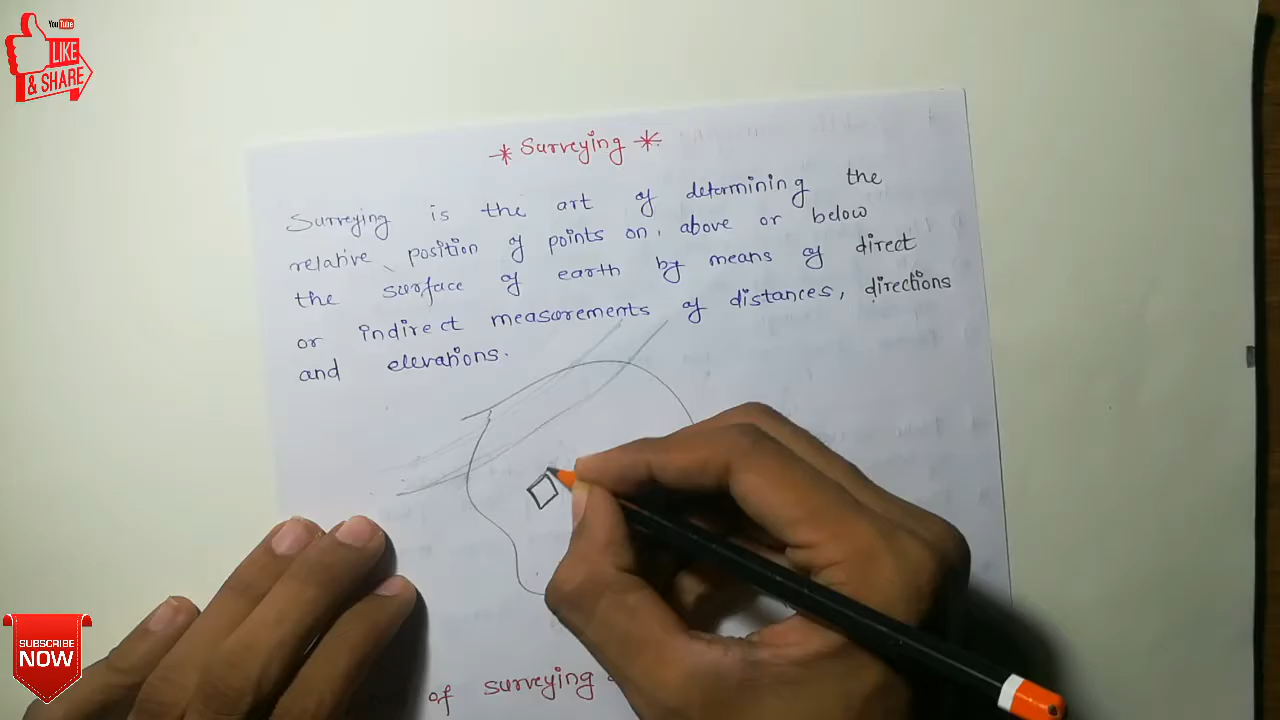 YouTube
LIKE
& SHARE
* Surveying *
Surveying is the art of determining the
relative position of points on, above or below
the surface of earth by means of direct
or indirect measurements of distances, directions
and elevations.
of surveying
SUBSCRIBE
NOW